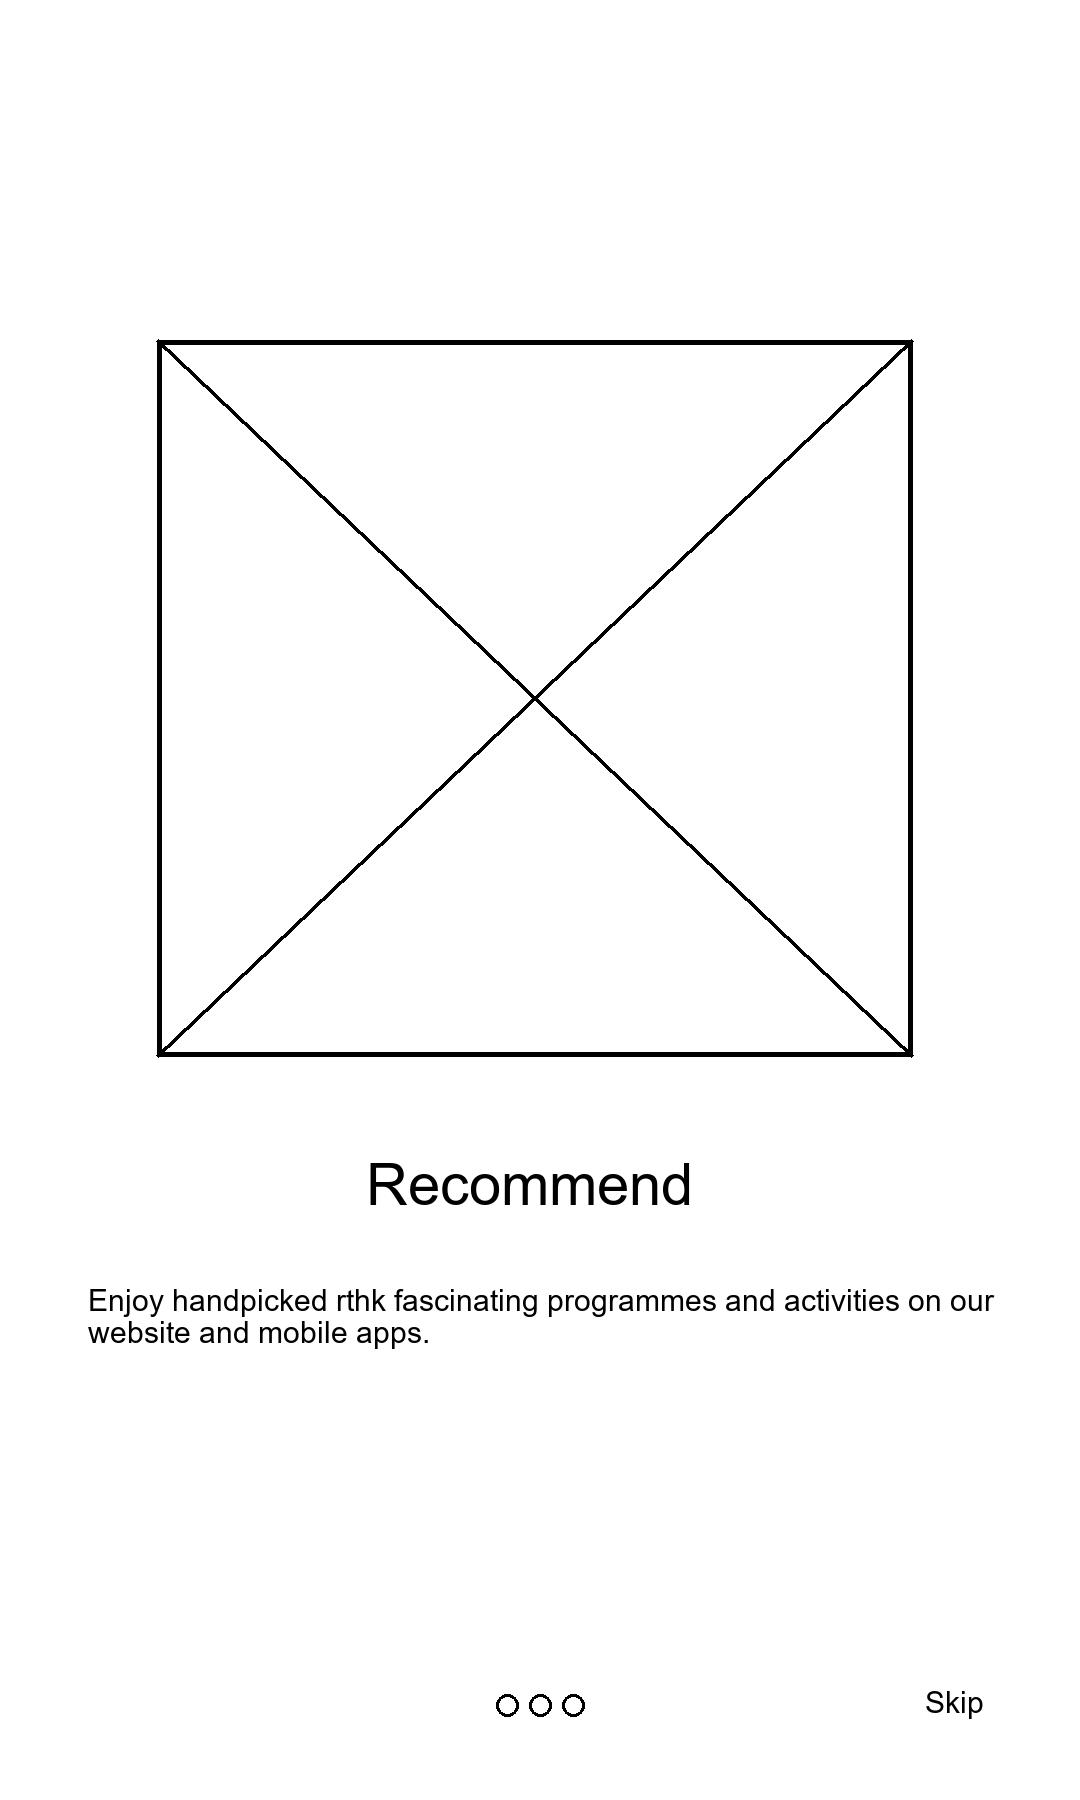 Recommend
Enjoy handpicked rthk fascinating programmes and activities on our
website and mobile apps.
Skip